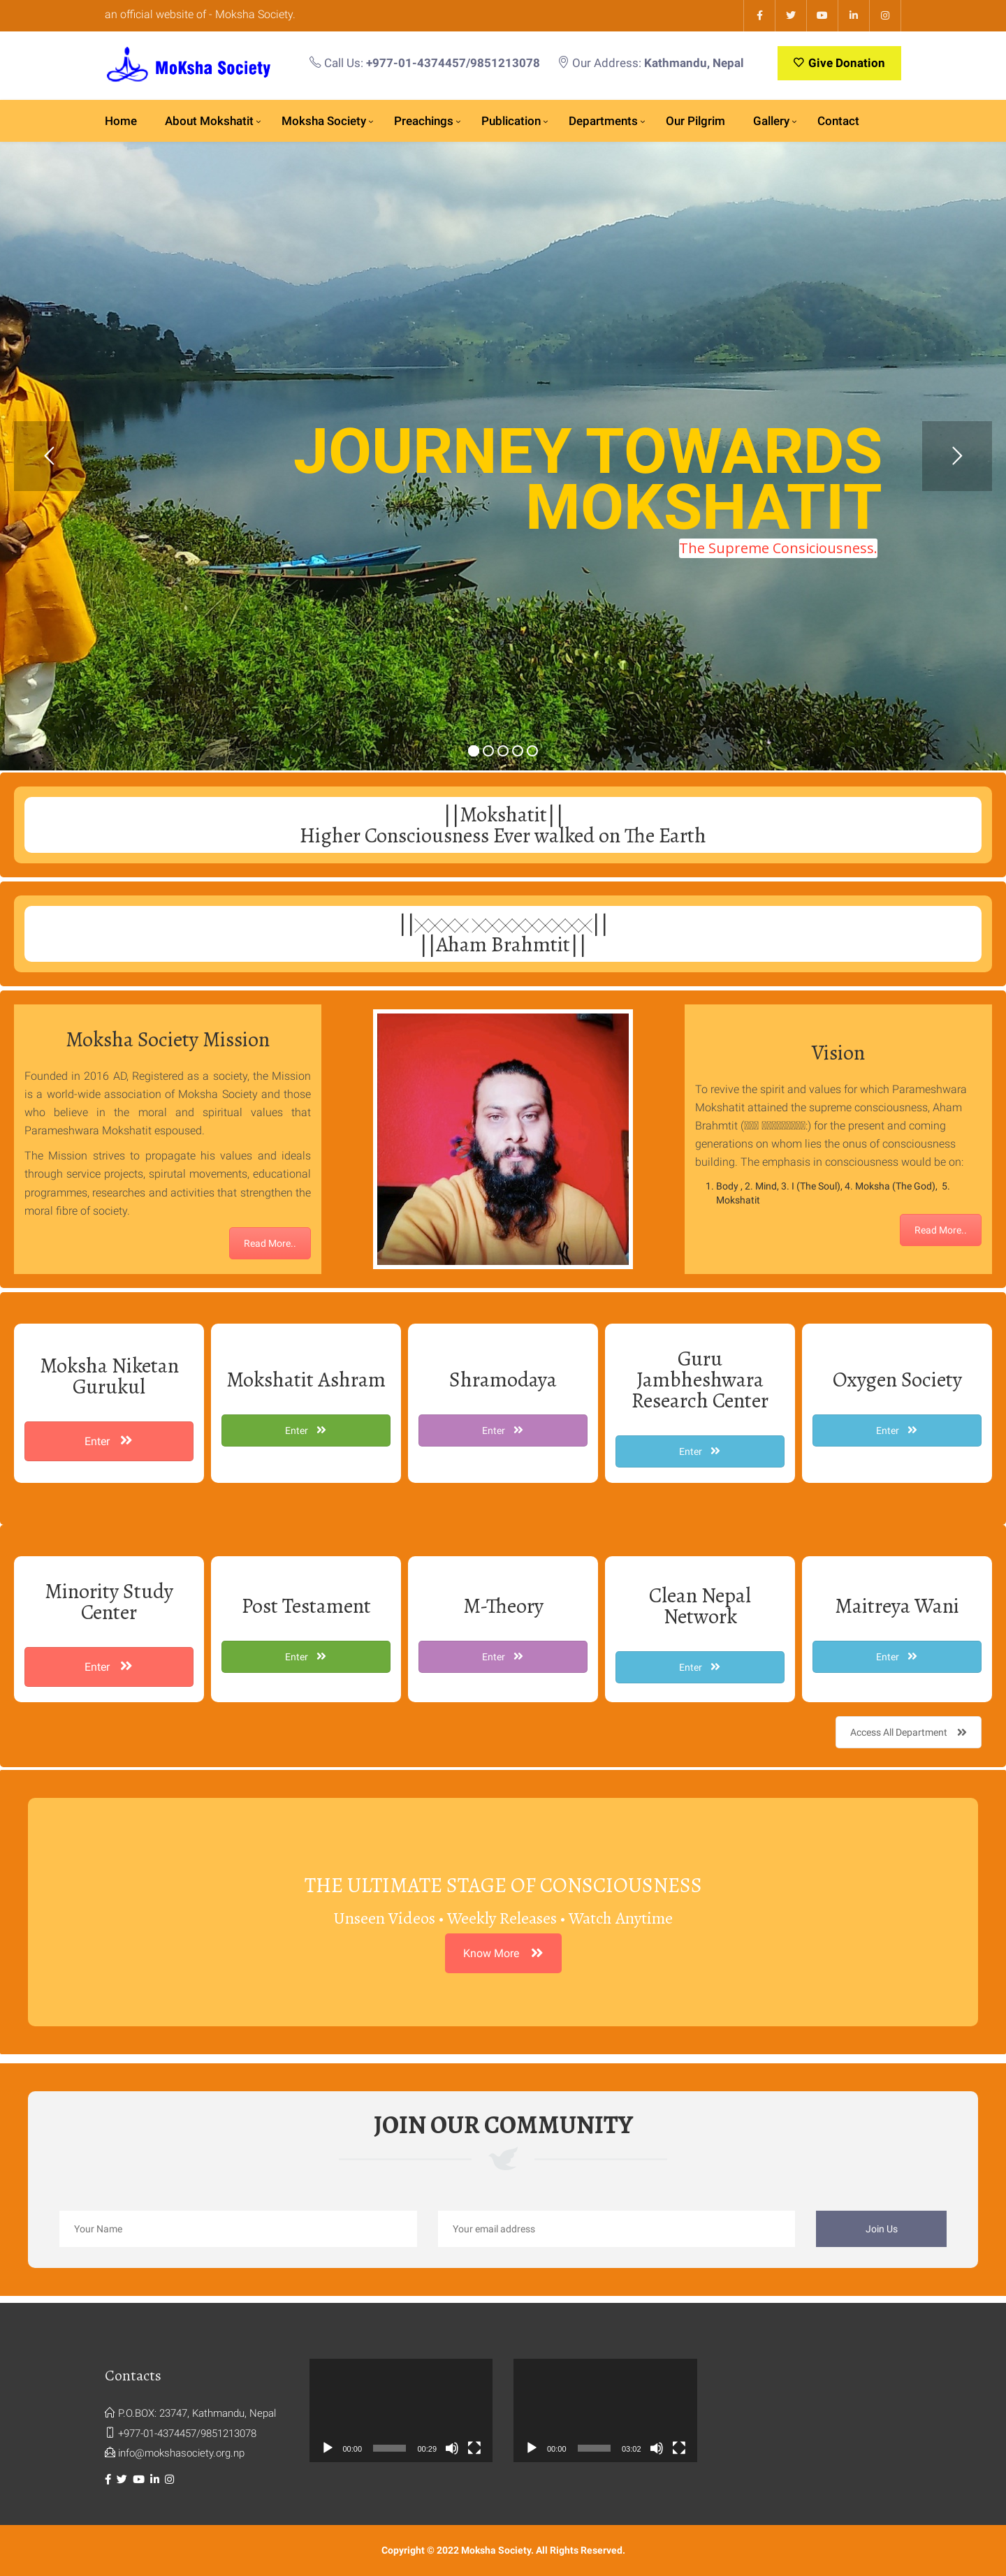 an official website of - Moksha Society.
MoKsha Society
Call Us: +977-01-4374457/9851213078
Our Address: Kathmandu, Nepal
Give Donation
Home
About Mokshatit
Moksha Society
Preachings
Publication
Departments
Our Pilgrim
Gallery
Contact
JOURNEY TOWARDS
MOKSHATIT
The Supreme Consiciousness.
||Mokshatit||
Higher Consciousness Ever walked on The Earth
||Aham Brahmtit||
Moksha Society Mission
Founded in 2016 AD, Registered as a society, the Mission
is a world-wide association of Moksha Society and those
who believe in the moral and spiritual values that
Parameshwara Mokshatit espoused.
The Mission strives to propagate his values and ideals
through service projects, spirutal movements, educational
programmes, researches and activities that strengthen the
moral fibre of society.
Read More..
Vision
To revive the spirit and values for which Parameshwara
Mokshatit attained the supreme consciousness, Aham
Brahmtit ( ) for the present and coming
generations on whom lies the onus of consciousness
building. The emphasis in consciousness would be on:
1. Body , 2. Mind, 3. I (The Soul), 4. Moksha (The God), 5.
Mokshatit
Read More..
Moksha Niketan
Gurukul
Enter
Mokshatit Ashram
Enter
Shramodaya
Enter
Guru
Jambheshwara
Research Center
Enter
Oxygen Society
Enter
Minority Study
Center
Enter
Post Testament
Enter
M-Theory
Enter
Clean Nepal
Network
Enter
Maitreya Wani
Enter
Access All Department
THE ULTIMATE STAGE OF CONSCIOUSNESS
Unseen Videos • Weekly Releases • Watch Anytime
Know More
JOIN OUR COMMUNITY
Your Name
Your email address
Join Us
Contacts
P.O.BOX: 23747, Kathmandu, Nepal
+977-01-4374457/9851213078
info@mokshasociety.org.np
00:00
00:29
00:00
03:02
Copyright © 2022 Moksha Society. All Rights Reserved.